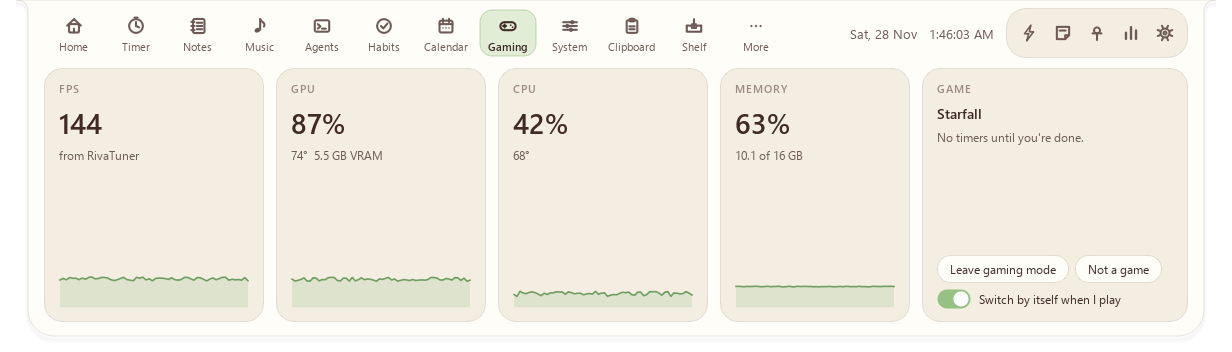 Home
Timer
Notes
Music
Agents
Habits
Calendar
Gaming
System
Clipboard
Shelf
More
Sat, 28 Nov 1:46:03 AM
FPS
144
from RivaTuner
GPU
87%
74° 5.5 GB VRAM
CPU
42%
68°
MEMORY
63%
10.1 of 16 GB
GAME
Starfall
No timers until you're done.
Leave gaming mode
Not a game
Switch by itself when I play